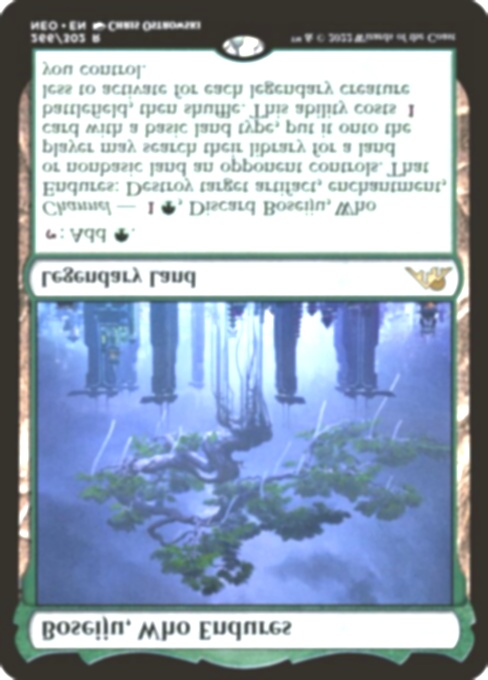 Boseiju, Who Endures
Legendary Land
: Add .
Channel — 1 , Discard Boseiju, Who
Endures: Destroy target artifact, enchantment,
or nonbasic land an opponent controls. That
player may search their library for a land
card with a basic land type, put it onto the
battlefield, then shuffle. This ability costs 1
less to activate for each legendary creature
you control.
266/302 R
NEO • EN Chris Ostrowski
™ & © 2022 Wizards of the Coast